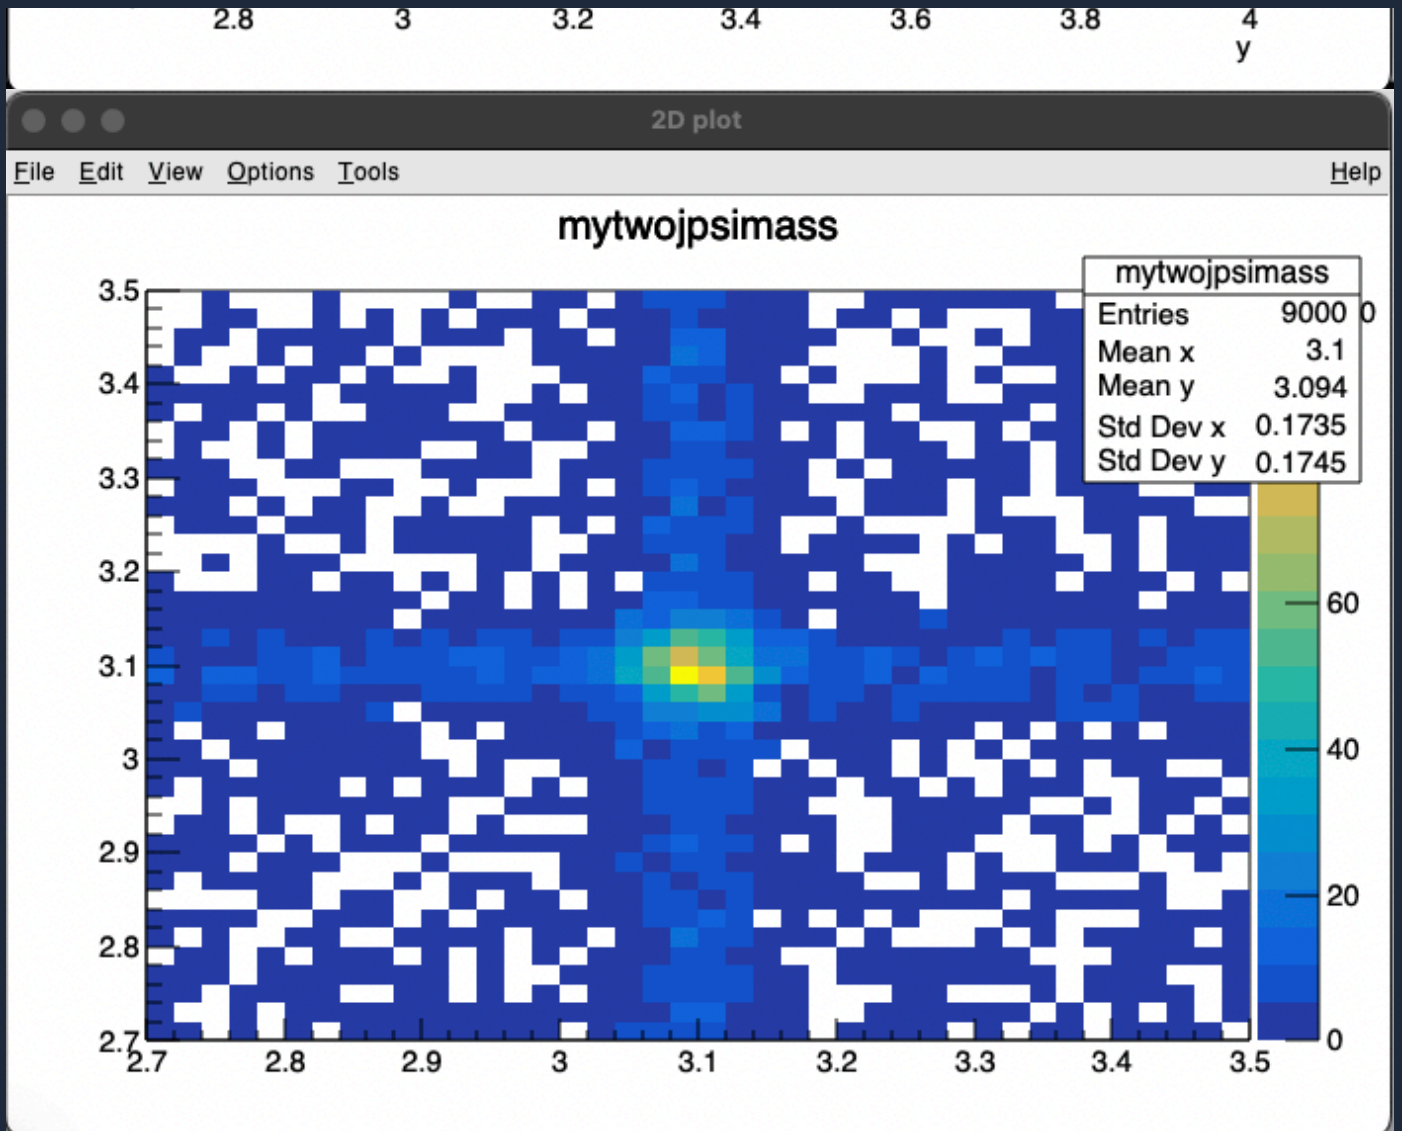 2.8 3 3.2 3.4 3.6 3.8 4
y
2D plot
File Edit View Options Tools Help
mytwojpsimass
mytwojpsimass
Entries 9000 0
Mean x 3.1
Mean y 3.094
Std Dev x 0.1735
Std Dev y 0.1745
3.5
3.4
3.3
3.2
3.1
3
2.9
2.8
2.7
60
40
20
0
2.7 2.8 2.9 3 3.1 3.2 3.3 3.4 3.5